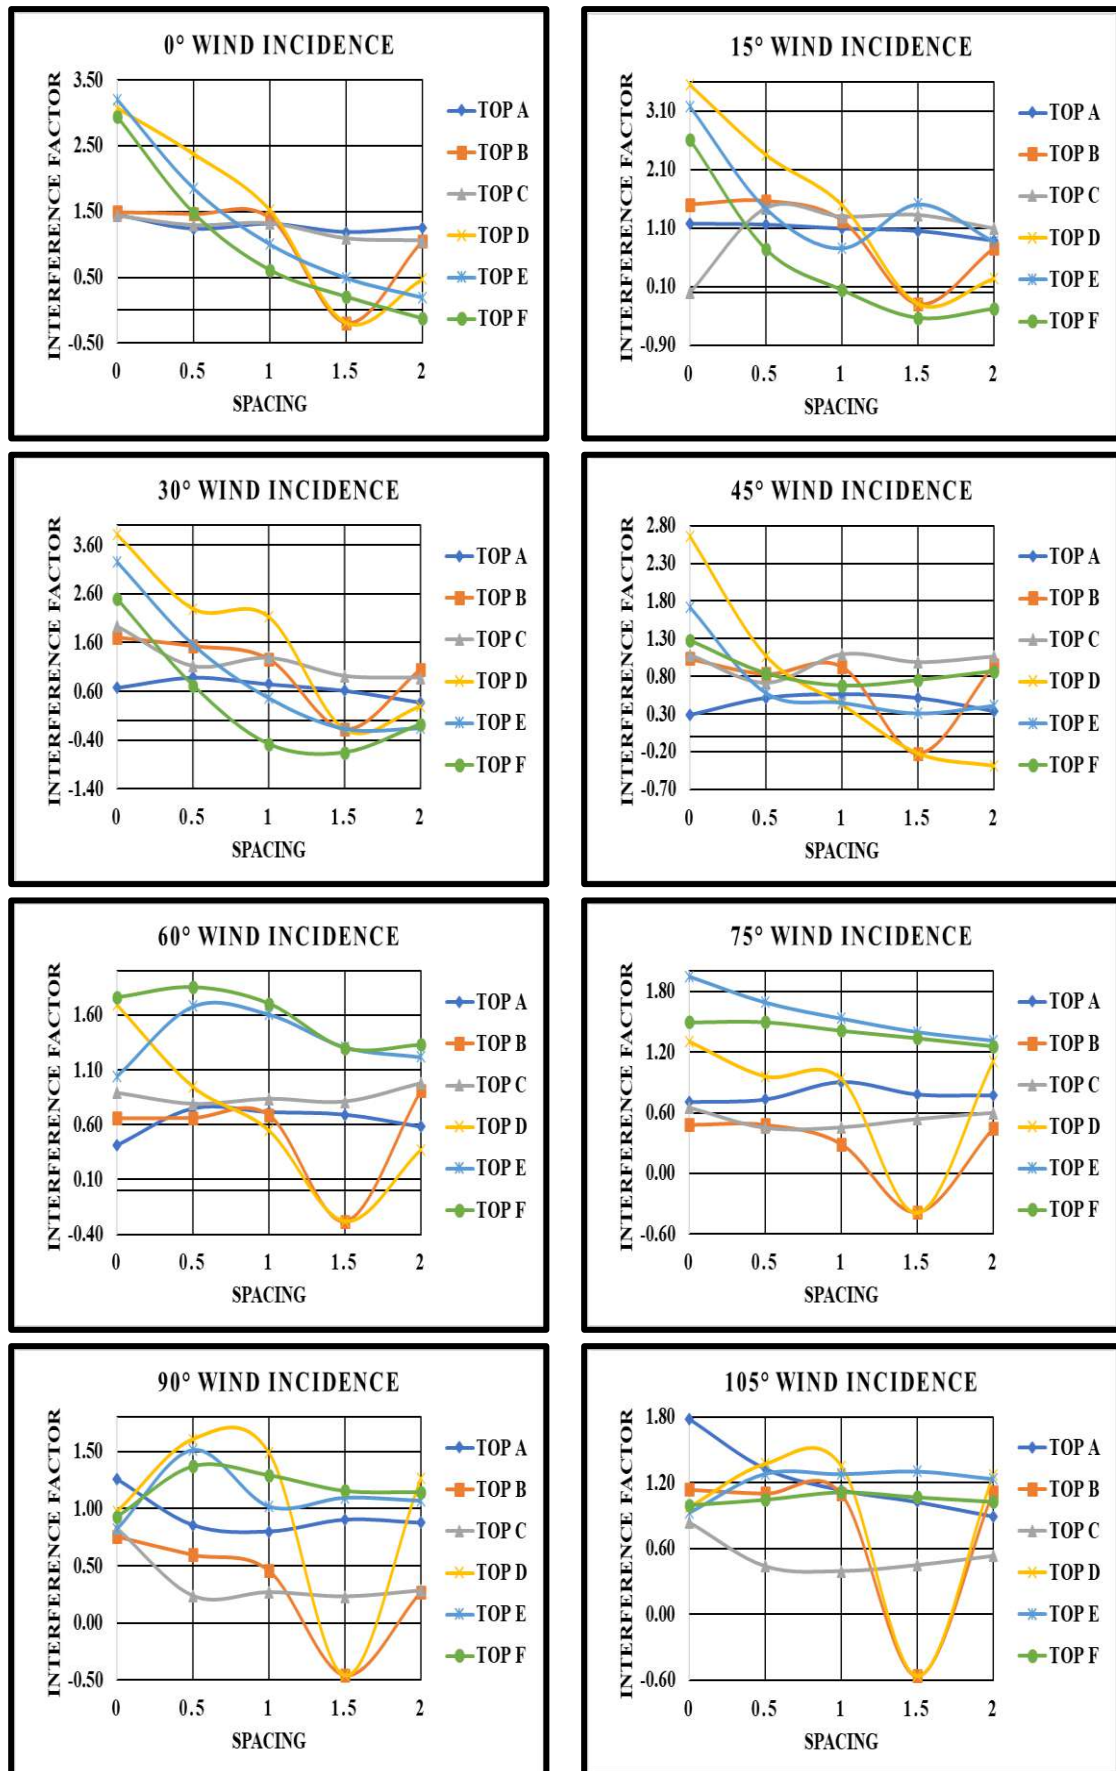 0° WIND INCIDENCE
INTERFERENCE FACTOR
3.50
2.50
1.50
0.50
-0.50
0 0.5 1 1.5 2
SPACING
TOP A
TOP B
TOP C
TOP D
TOP E
TOP F
15° WIND INCIDENCE
INTERFERENCE FACTOR
3.10
2.10
1.10
0.10
-0.90
0 0.5 1 1.5 2
SPACING
TOP A
TOP B
TOP C
TOP D
TOP E
TOP F
30° WIND INCIDENCE
INTERFERENCE FACTOR
3.60
2.60
1.60
0.60
-0.40
-1.40
0 0.5 1 1.5 2
SPACING
TOP A
TOP B
TOP C
TOP D
TOP E
TOP F
45° WIND INCIDENCE
INTERFERENCE FACTOR
2.80
2.30
1.80
1.30
0.80
0.30
-0.20
-0.70
0 0.5 1 1.5 2
SPACING
TOP A
TOP B
TOP C
TOP D
TOP E
TOP F
60° WIND INCIDENCE
INTERFERENCE FACTOR
1.60
1.10
0.60
0.10
-0.40
0 0.5 1 1.5 2
SPACING
TOP A
TOP B
TOP C
TOP D
TOP E
TOP F
75° WIND INCIDENCE
INTERFERENCE FACTOR
1.80
1.20
0.60
0.00
-0.60
0 0.5 1 1.5 2
SPACING
TOP A
TOP B
TOP C
TOP D
TOP E
TOP F
90° WIND INCIDENCE
INTERFERENCE FACTOR
1.50
1.00
0.50
0.00
-0.50
0 0.5 1 1.5 2
SPACING
TOP A
TOP B
TOP C
TOP D
TOP E
TOP F
105° WIND INCIDENCE
INTERFERENCE FACTOR
1.80
1.20
0.60
0.00
-0.60
0 0.5 1 1.5 2
SPACING
TOP A
TOP B
TOP C
TOP D
TOP E
TOP F